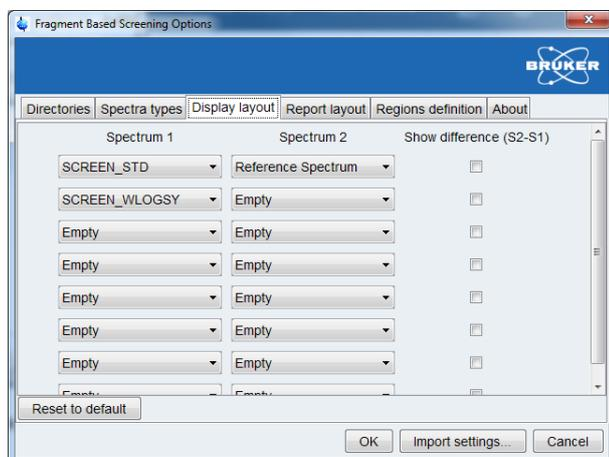 Fragment Based Screening Options
BRUKER
Directories Spectra types Display layout Report layout Regions definition About
Spectrum 1 Spectrum 2 Show difference (S2-S1)
SCREEN_STD Reference Spectrum
SCREEN_WLOGSY Empty
Empty Empty
Empty Empty
Empty Empty
Empty Empty
Empty Empty
Empty Empty
Reset to default
OK Import settings... Cancel